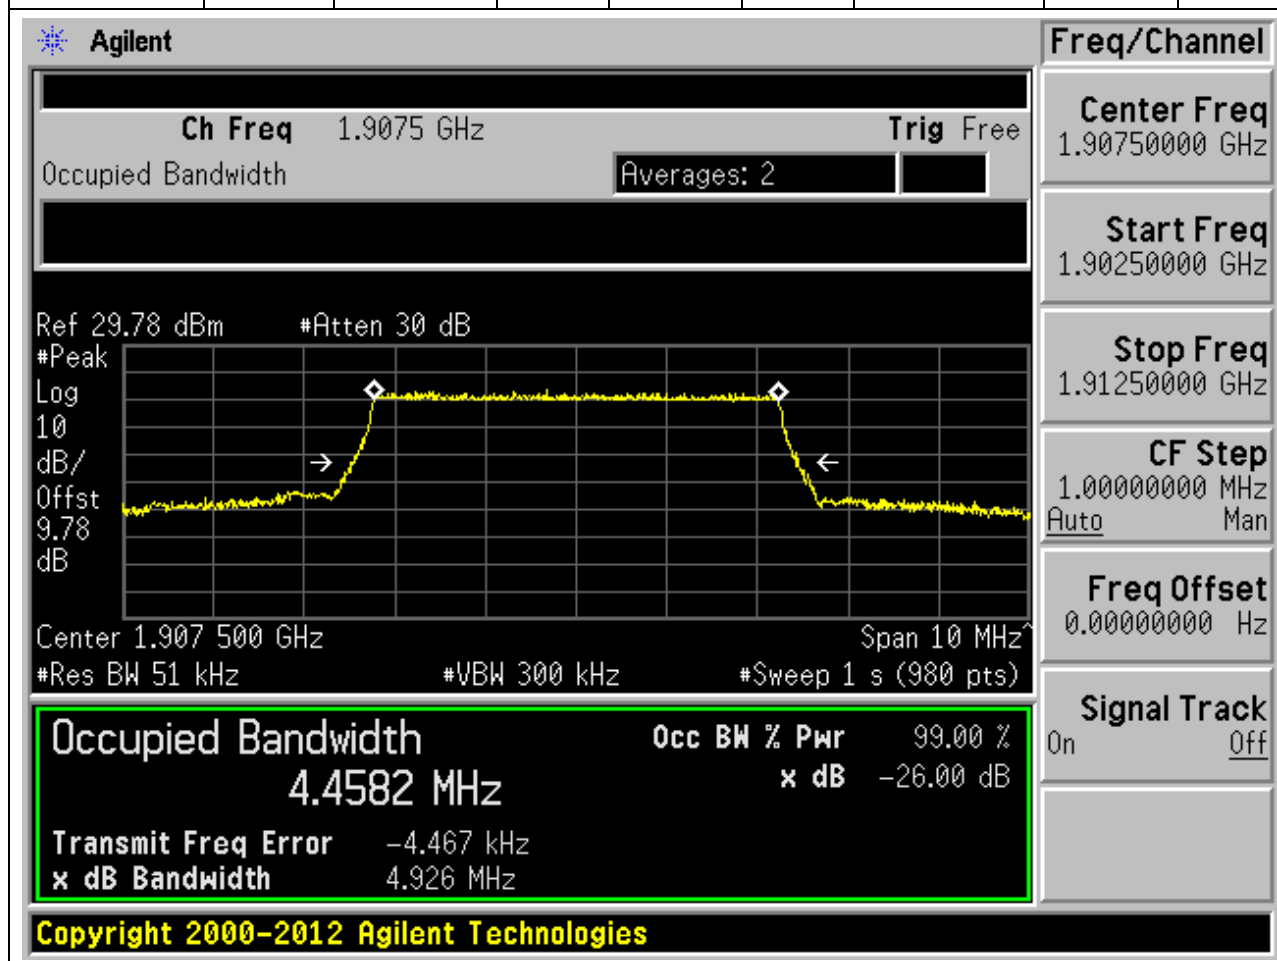 Agilent
Freq/Channel
Ch Freq 1.9075 GHz Trig Free
Occupied Bandwidth Averages: 2
Center Freq
1.90750000 GHz
Start Freq
1.90250000 GHz
Stop Freq
1.91250000 GHz
CF Step
1.00000000 MHz
Auto Man
Freq Offset
0.00000000 Hz
Signal Track
On Off
Ref 29.78 dBm #Atten 30 dB
#Peak
Log
10
dB/
Offst
9.78
dB
Center 1.907 500 GHz Span 10 MHz^
#Res BW 51 kHz #VBW 300 kHz #Sweep 1 s (980 pts)
Occupied Bandwidth Occ BW % Pwr 99.00 %
4.4582 MHz x dB -26.00 dB
Transmit Freq Error -4.467 kHz
x dB Bandwidth 4.926 MHz
Copyright 2000-2012 Agilent Technologies